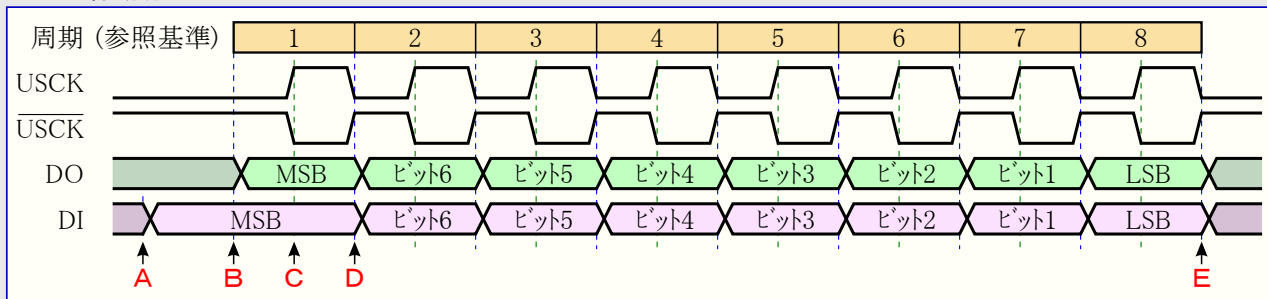 周期 (参照基準) 1 2 3 4 5 6 7 8
USCK
USCK
DO MSB ビット6 ビット5 ビット4 ビット3 ビット2 ビット1 LSB
DI MSB ビット6 ビット5 ビット4 ビット3 ビット2 ビット1 LSB
A B C D E